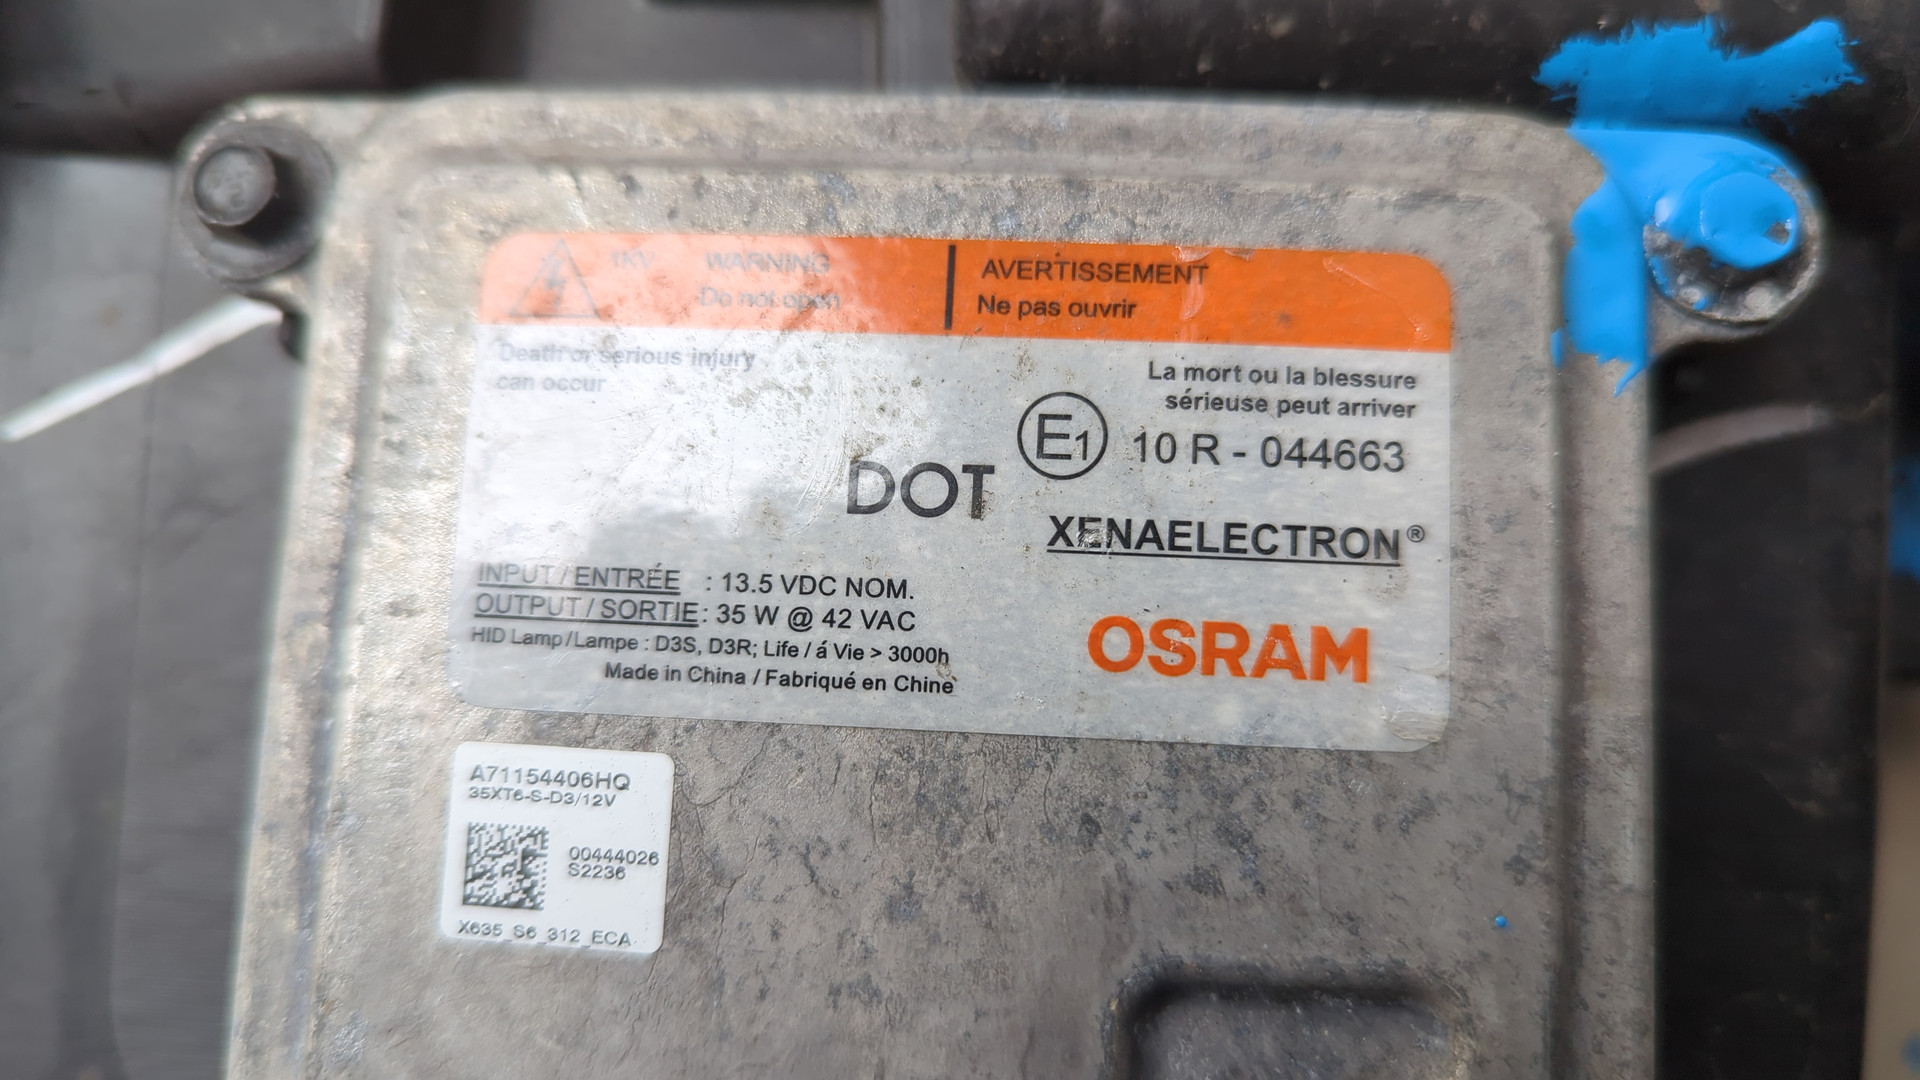 1KV WARNING
Do not open
AVERTISSEMENT
Ne pas ouvrir
Death or serious injury
can occur
La mort ou la blessure
sérieuse peut arriver
E1 10 R - 044663
DOT
XENAELECTRON®
INPUT / ENTRÉE : 13.5 VDC NOM.
OUTPUT / SORTIE : 35 W @ 42 VAC
HID Lamp / Lampe : D3S, D3R; Life / á Vie > 3000h
Made in China / Fabriqué en Chine
OSRAM
A71154406HQ
35XT6-S-D3/12V
00444026
S2236
X635_S6_312_ECA